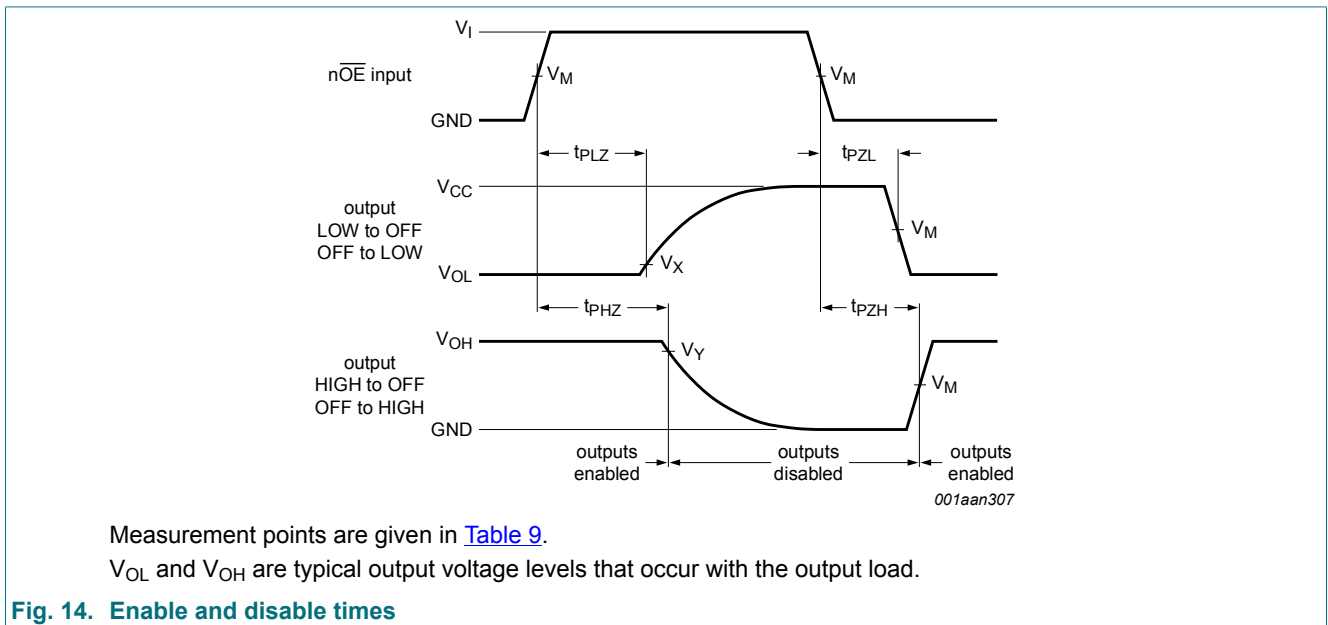 V_I
nO̅E̅ input
V_M
V_M
GND
t_PLZ
t_PZL
V_CC
output
LOW to OFF
OFF to LOW
V_M
V_X
V_OL
t_PHZ
t_PZH
V_OH
V_Y
output
HIGH to OFF
OFF to HIGH
V_M
GND
outputs
enabled
outputs
disabled
outputs
enabled
001aan307
Measurement points are given in Table 9.
V_OL and V_OH are typical output voltage levels that occur with the output load.
Fig. 14. Enable and disable times